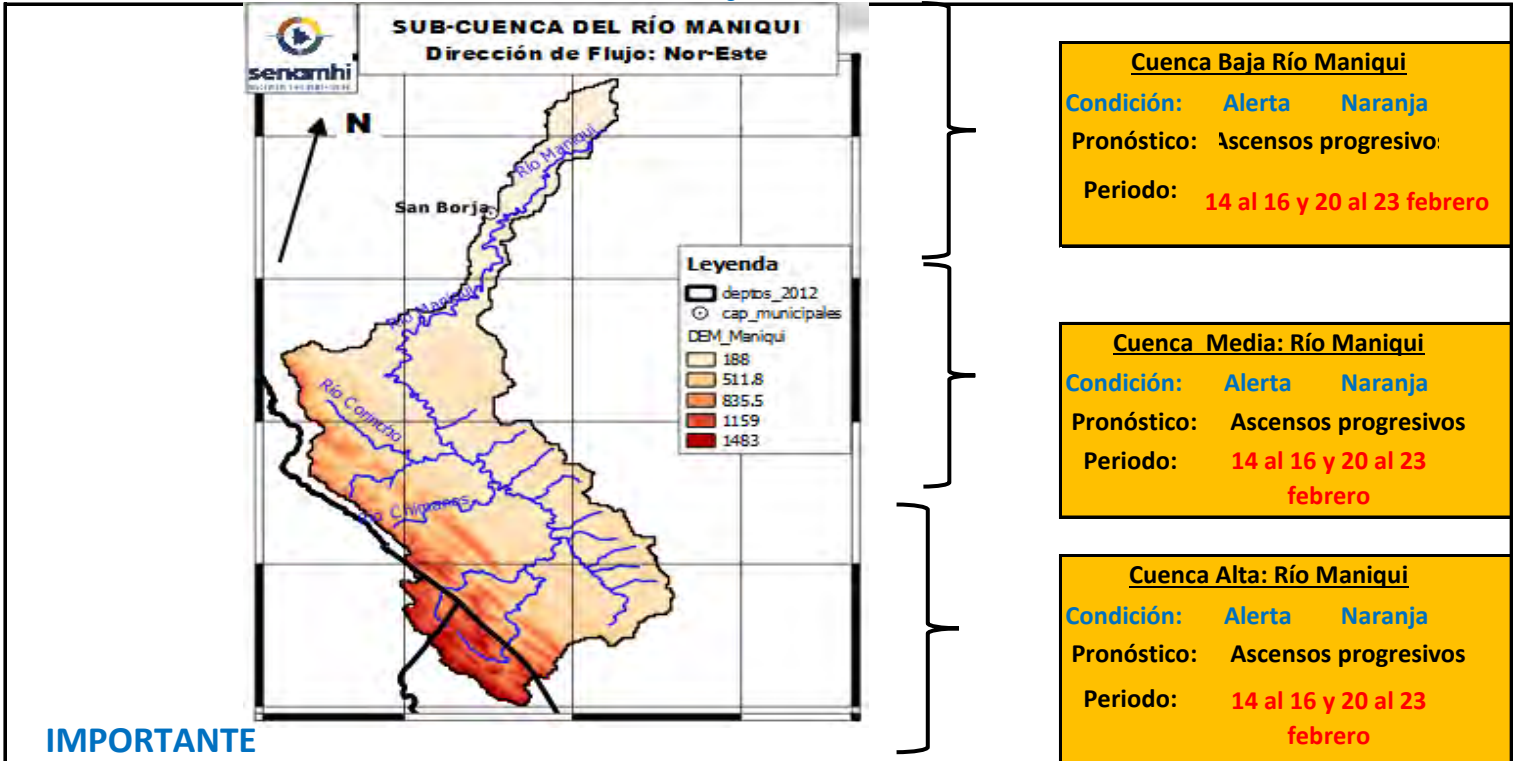 SUB-CUENCA DEL RÍO MANIQUI
Dirección de Flujo: Nor-Este
senamhi
N
Río Maniqui
San Borja
Río Maniqui
Río Chimanes
Leyenda
deptos_2012
cap_municipales
DEM_Maniqui
188
511.8
835.5
1159
1483
Cuenca Baja Río Maniqui
Condición: Alerta Naranja
Pronóstico: Ascensos progresivos
Periodo: 14 al 16 y 20 al 23 febrero
Cuenca Media: Río Maniqui
Condición: Alerta Naranja
Pronóstico: Ascensos progresivos
Periodo: 14 al 16 y 20 al 23
febrero
Cuenca Alta: Río Maniqui
Condición: Alerta Naranja
Pronóstico: Ascensos progresivos
Periodo: 14 al 16 y 20 al 23
febrero
IMPORTANTE